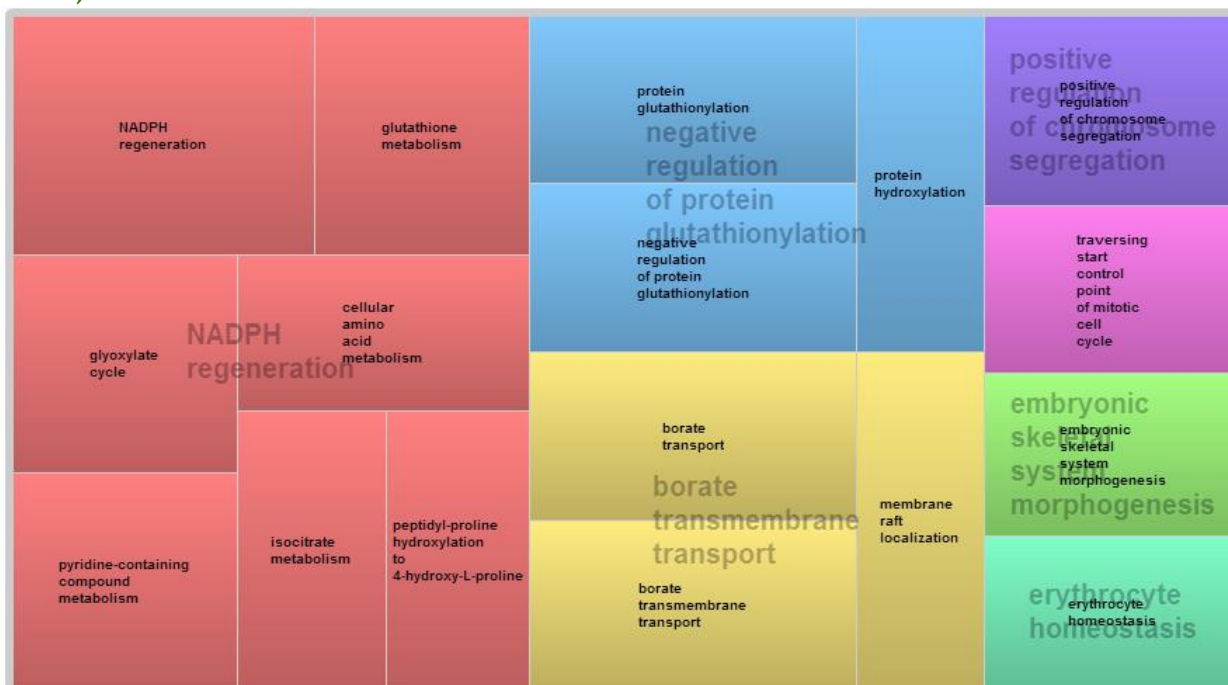 NADPH
regeneration
glutathione
metabolism
glyoxylate
cycle
cellular
amino
acid
metabolism
NADPH
regeneration
pyridine-containing
compound
metabolism
isocitrate
metabolism
peptidyl-proline
hydroxylation
to
4-hydroxy-L-proline
protein
glutathionylation
negative
regulation
of protein
glutathionylation
negative
regulation
of protein
glutathionylation
protein
hydroxylation
borate
transport
borate
transmembrane
transport
borate
transmembrane
transport
membrane
raft
localization
positive
regulation
of chromosome
segregation
positive
regulation
of chromosome
segregation
traversing
start
control
point
of mitotic
cell
cycle
embryonic
skeletal
system
morphogenesis
embryonic
skeletal
system
morphogenesis
erythrocyte
homeostasis
erythrocyte
homeostasis